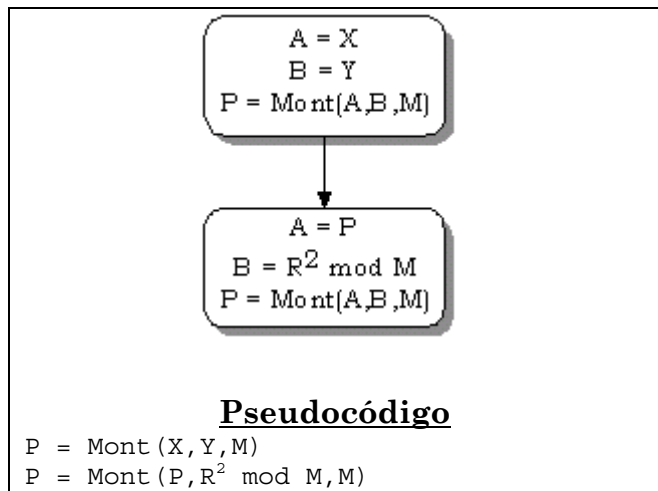 A = X
B = Y
P = Mont(A,B,M)
A = P
B = R² mod M
P = Mont(A,B,M)
Pseudocódigo
P = Mont(X,Y,M)
P = Mont(P,R² mod M,M)